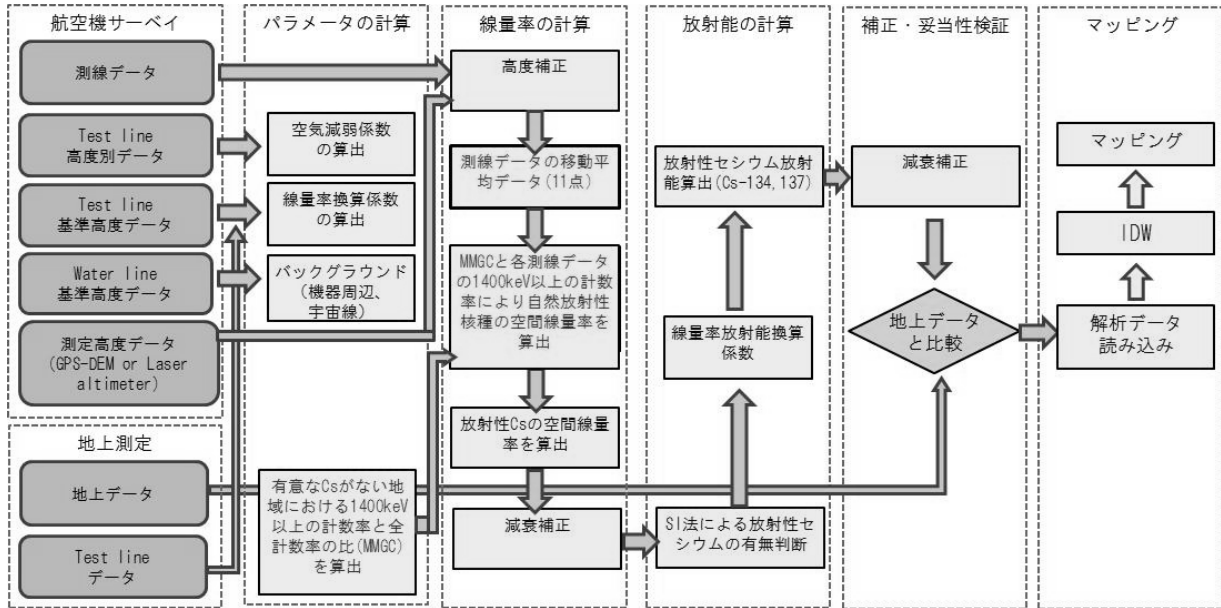 航空機サーベイ
測線データ
Test line
高度別データ
Test line
基準高度データ
Water line
基準高度データ
測定高度データ
(GPS-DEM or Laser
altimeter)
地上測定
地上データ
Test line
データ
パラメータの計算
空気減弱係数
の算出
線量率換算係数
の算出
バックグラウンド
(機器周辺、
宇宙線)
有意なCsがない地
域における1400keV
以上の計数率と全
計数率の比(MMGC)
を算出
線量率の計算
高度補正
測線データの移動平
均データ(11点)
MMGCと各測線データ
の1400keV以上の計数
率により自然放射性
核種の空間線量率を
算出
放射性Csの空間線量
率を算出
減衰補正
放射能の計算
放射性セシウム放射
能算出(Cs-134,137)
線量率放射能換算
係数
SI法による放射性セ
シウムの有無判断
補正・妥当性検証
減衰補正
地上データ
と比較
マッピング
マッピング
IDW
解析データ
読み込み